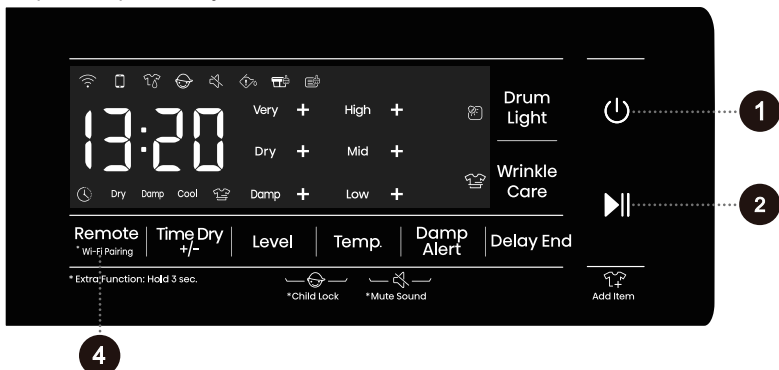 13:20
Very + High +
Dry + Mid +
Dry Damp Cool Damp + Low +
Drum
Light
Wrinkle
Care
Remote
* Wi-Fi Pairing
Time Dry
+/-
Level
Temp.
Damp
Alert
Delay End
* Extra Function: Hold 3 sec.
*Child Lock
*Mute Sound
Add Item
1
2
4